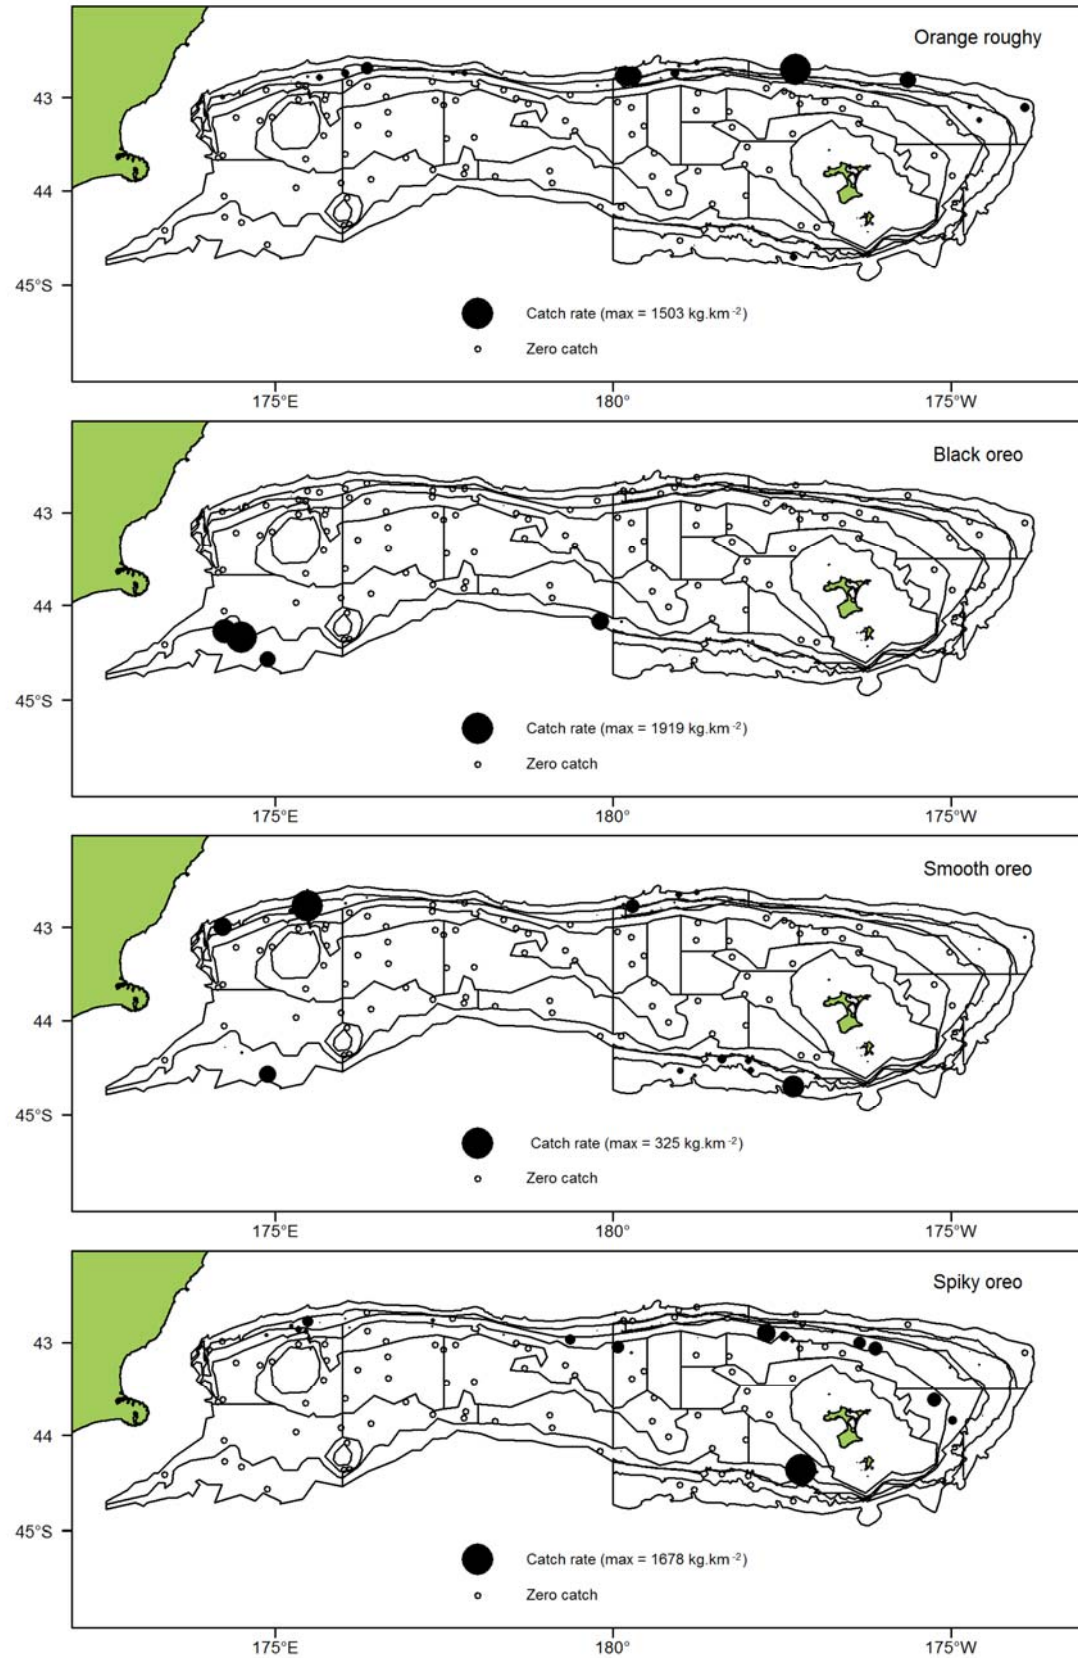 Orange roughy
43
44
45°S
Catch rate (max = 1503 kg.km⁻²)
Zero catch
175°E 180° 175°W
Black oreo
43
44
45°S
Catch rate (max = 1919 kg.km⁻²)
Zero catch
175°E 180° 175°W
Smooth oreo
43
44
45°S
Catch rate (max = 325 kg.km⁻²)
Zero catch
175°E 180° 175°W
Spiky oreo
43
44
45°S
Catch rate (max = 1678 kg.km⁻²)
Zero catch
175°E 180° 175°W